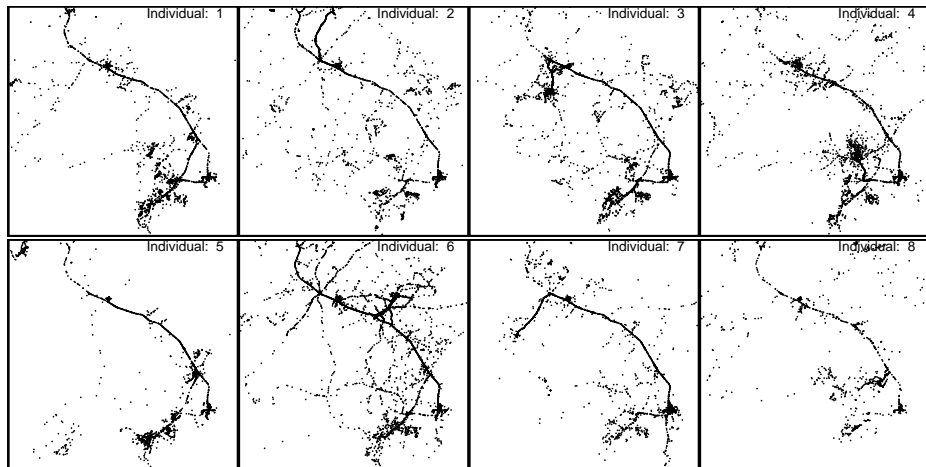 Individual: 1
Individual: 2
Individual: 3
Individual: 4
Individual: 5
Individual: 6
Individual: 7
Individual: 8